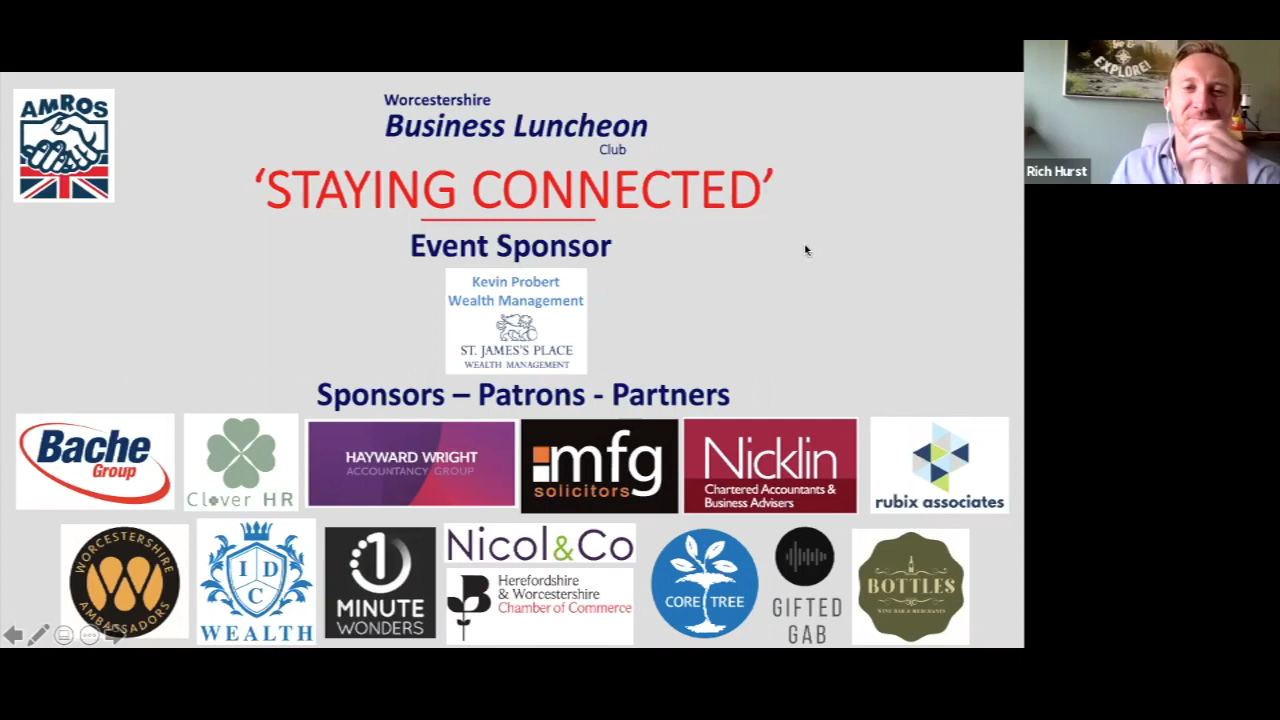 EXPLORE!
Rich Hurst
AMROS
Worcestershire
Business Luncheon
Club
‘STAYING CONNECTED’
Event Sponsor
Kevin Probert
Wealth Management
ST. JAMES'S PLACE
WEALTH MANAGEMENT
Sponsors – Patrons - Partners
Bache
Group
Clover HR
HAYWARD WRIGHT
ACCOUNTANCY GROUP
mfg
solicitors
Nicklin
Chartered Accountants &
Business Advisers
rubix associates
WORCESTERSHIRE
AMBASSADORS
I D
C
WEALTH
1
MINUTE
WONDERS
Nicol&Co
Herefordshire
& Worcestershire
Chamber of Commerce
CORE TREE
GIFTED
GAB
BOTTLES
WINE BAR & MERCHANTS